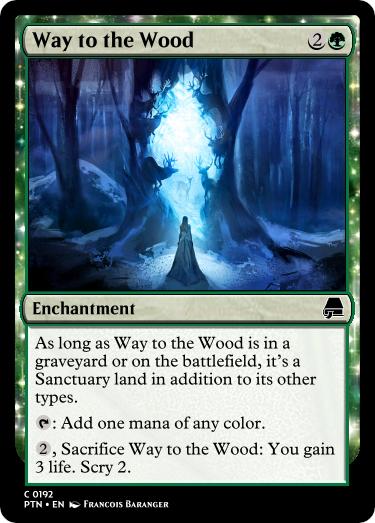 Way to the Wood 2
Enchantment
As long as Way to the Wood is in a
graveyard or on the battlefield, it's a
Sanctuary land in addition to its other
types.
: Add one mana of any color.
2, Sacrifice Way to the Wood: You gain
3 life. Scry 2.
C 0192
PTN • EN Francois Baranger